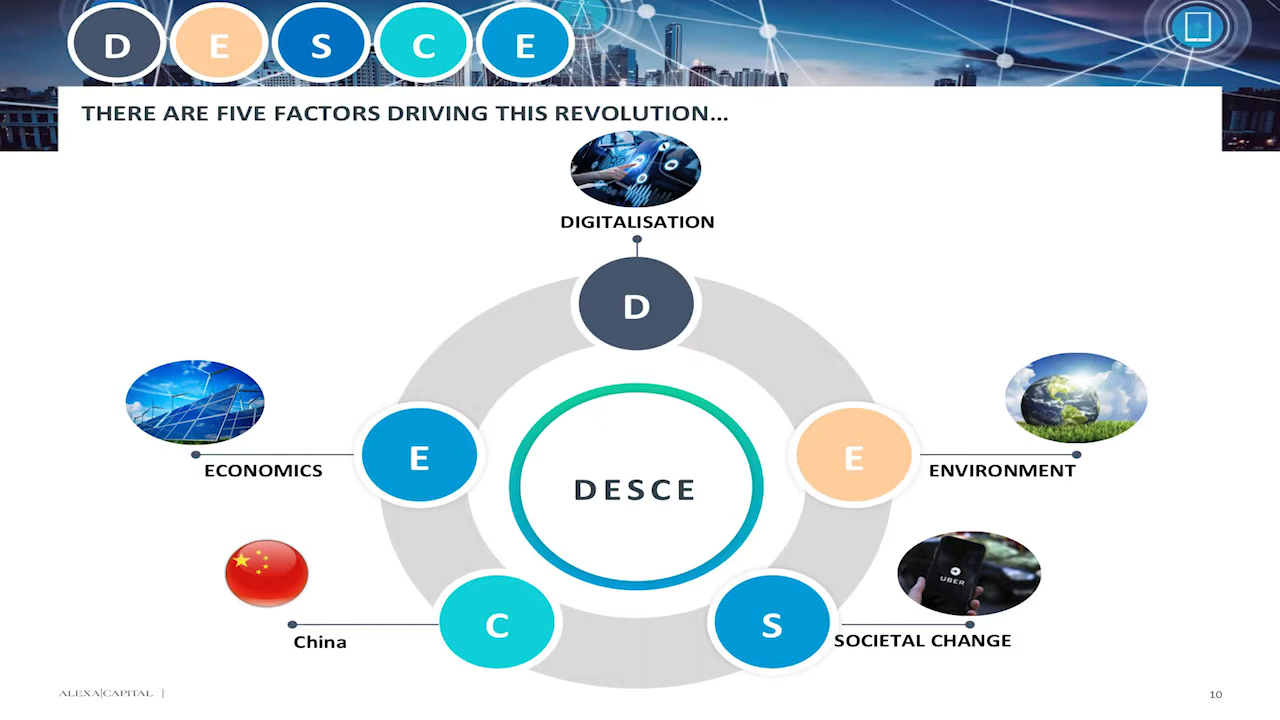 D E S C E
THERE ARE FIVE FACTORS DRIVING THIS REVOLUTION...
DIGITALISATION
D
E
ECONOMICS
E
ENVIRONMENT
DESCE
UBER
C
China
S
SOCIETAL CHANGE
ALEXA|CAPITAL |
10